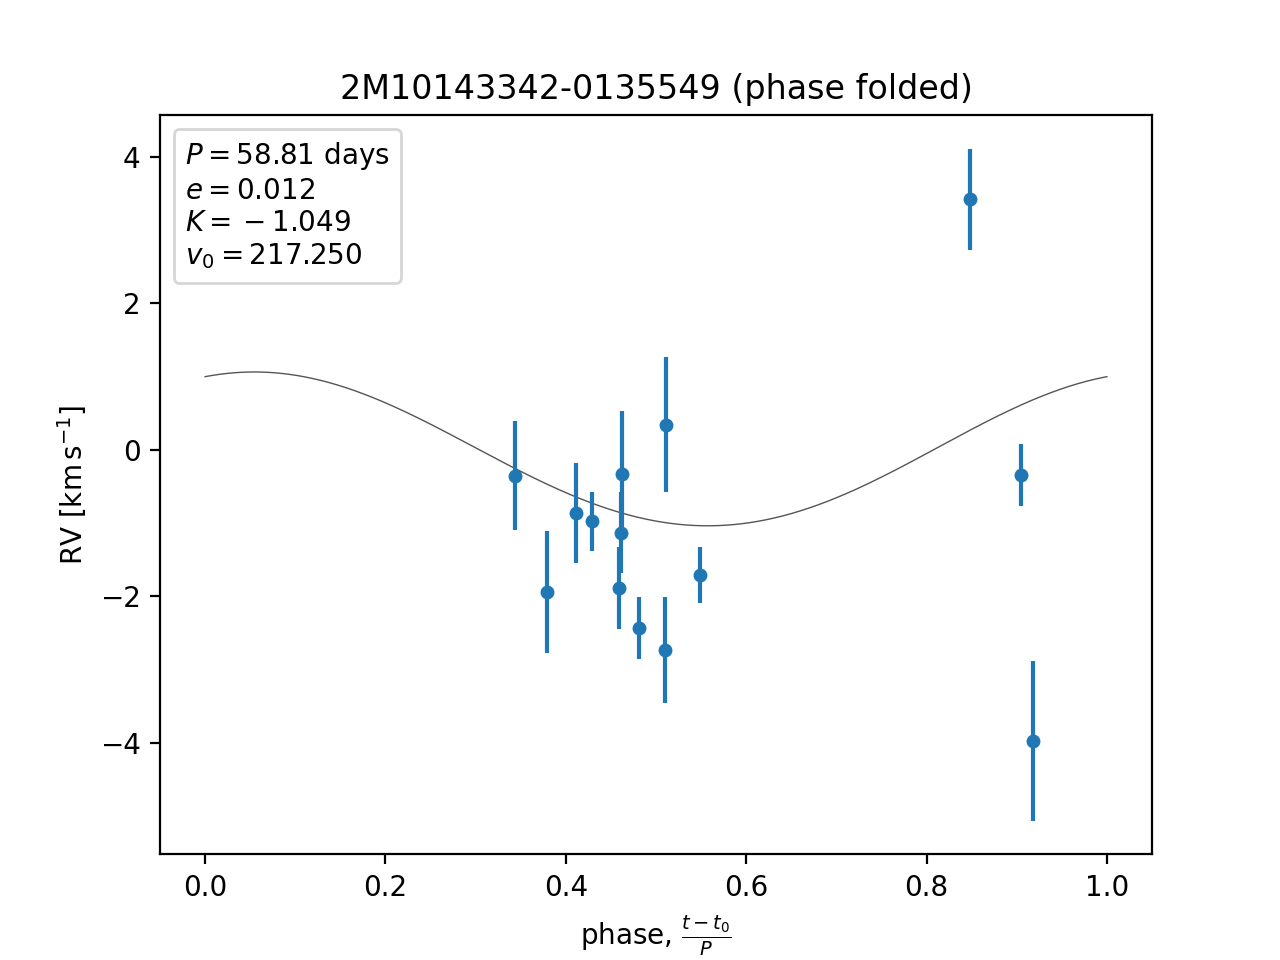 2M10143342-0135549 (phase folded)
P = 58.81 days
e = 0.012
K = −1.049
v₀ = 217.250
RV [km s⁻¹]
4
2
0
−2
−4
0.0 0.2 0.4 0.6 0.8 1.0
phase, (t − t₀)/P